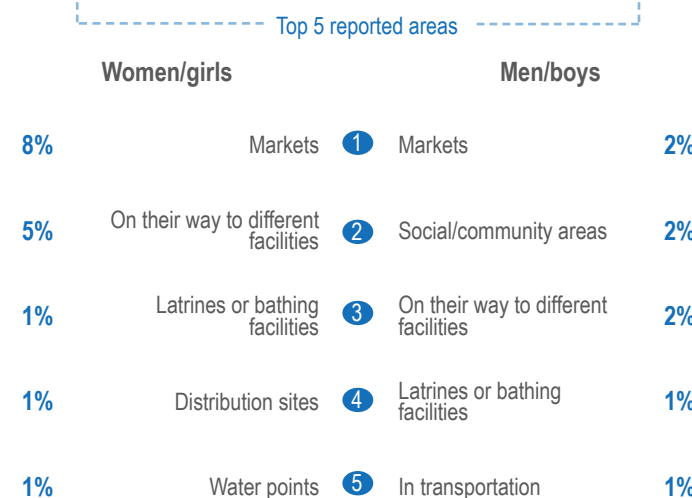 Top 5 reported areas
Women/girls Men/boys
8% Markets 1 Markets 2%
On their way to different
5% facilities 2 Social/community areas 2%
Latrines or bathing On their way to different
1% facilities 3 facilities 2%
Latrines or bathing
1% Distribution sites 4 facilities 1%
1% Water points 5 In transportation 1%